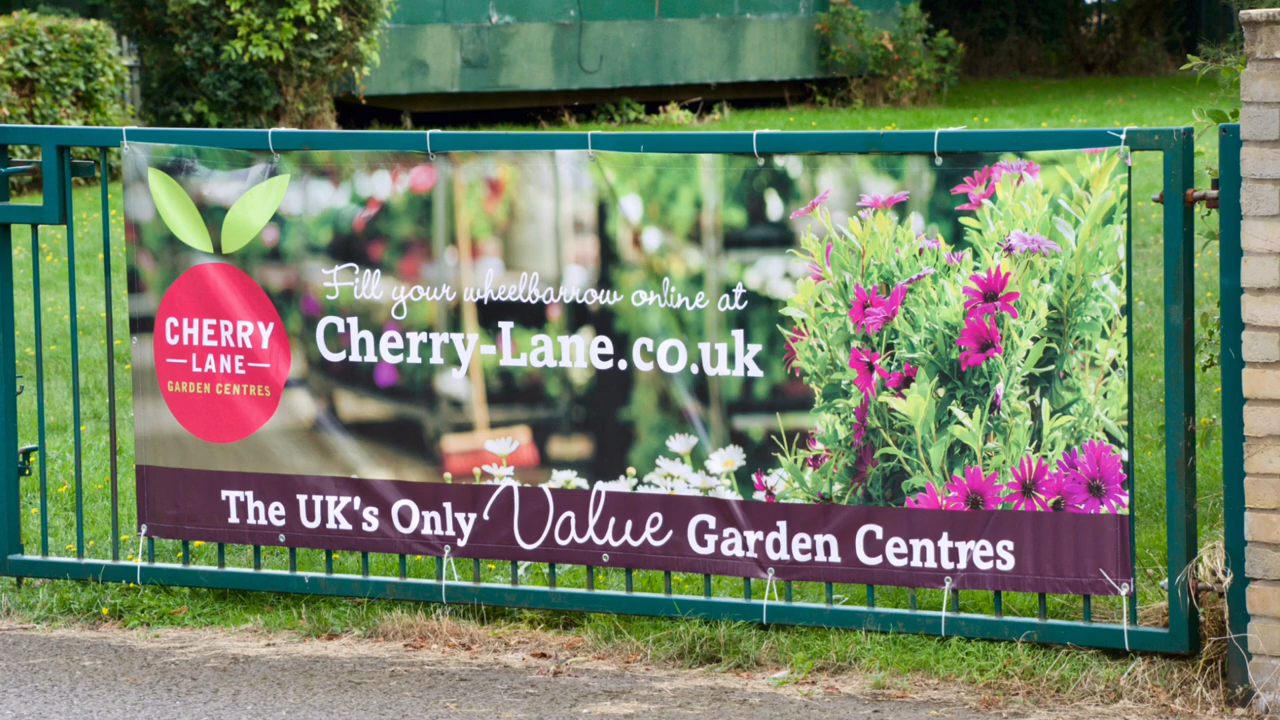 CHERRY
LANE
GARDEN CENTRES
Fill your wheelbarrow online at
Cherry-Lane.co.uk
The UK's Only Value Garden Centres